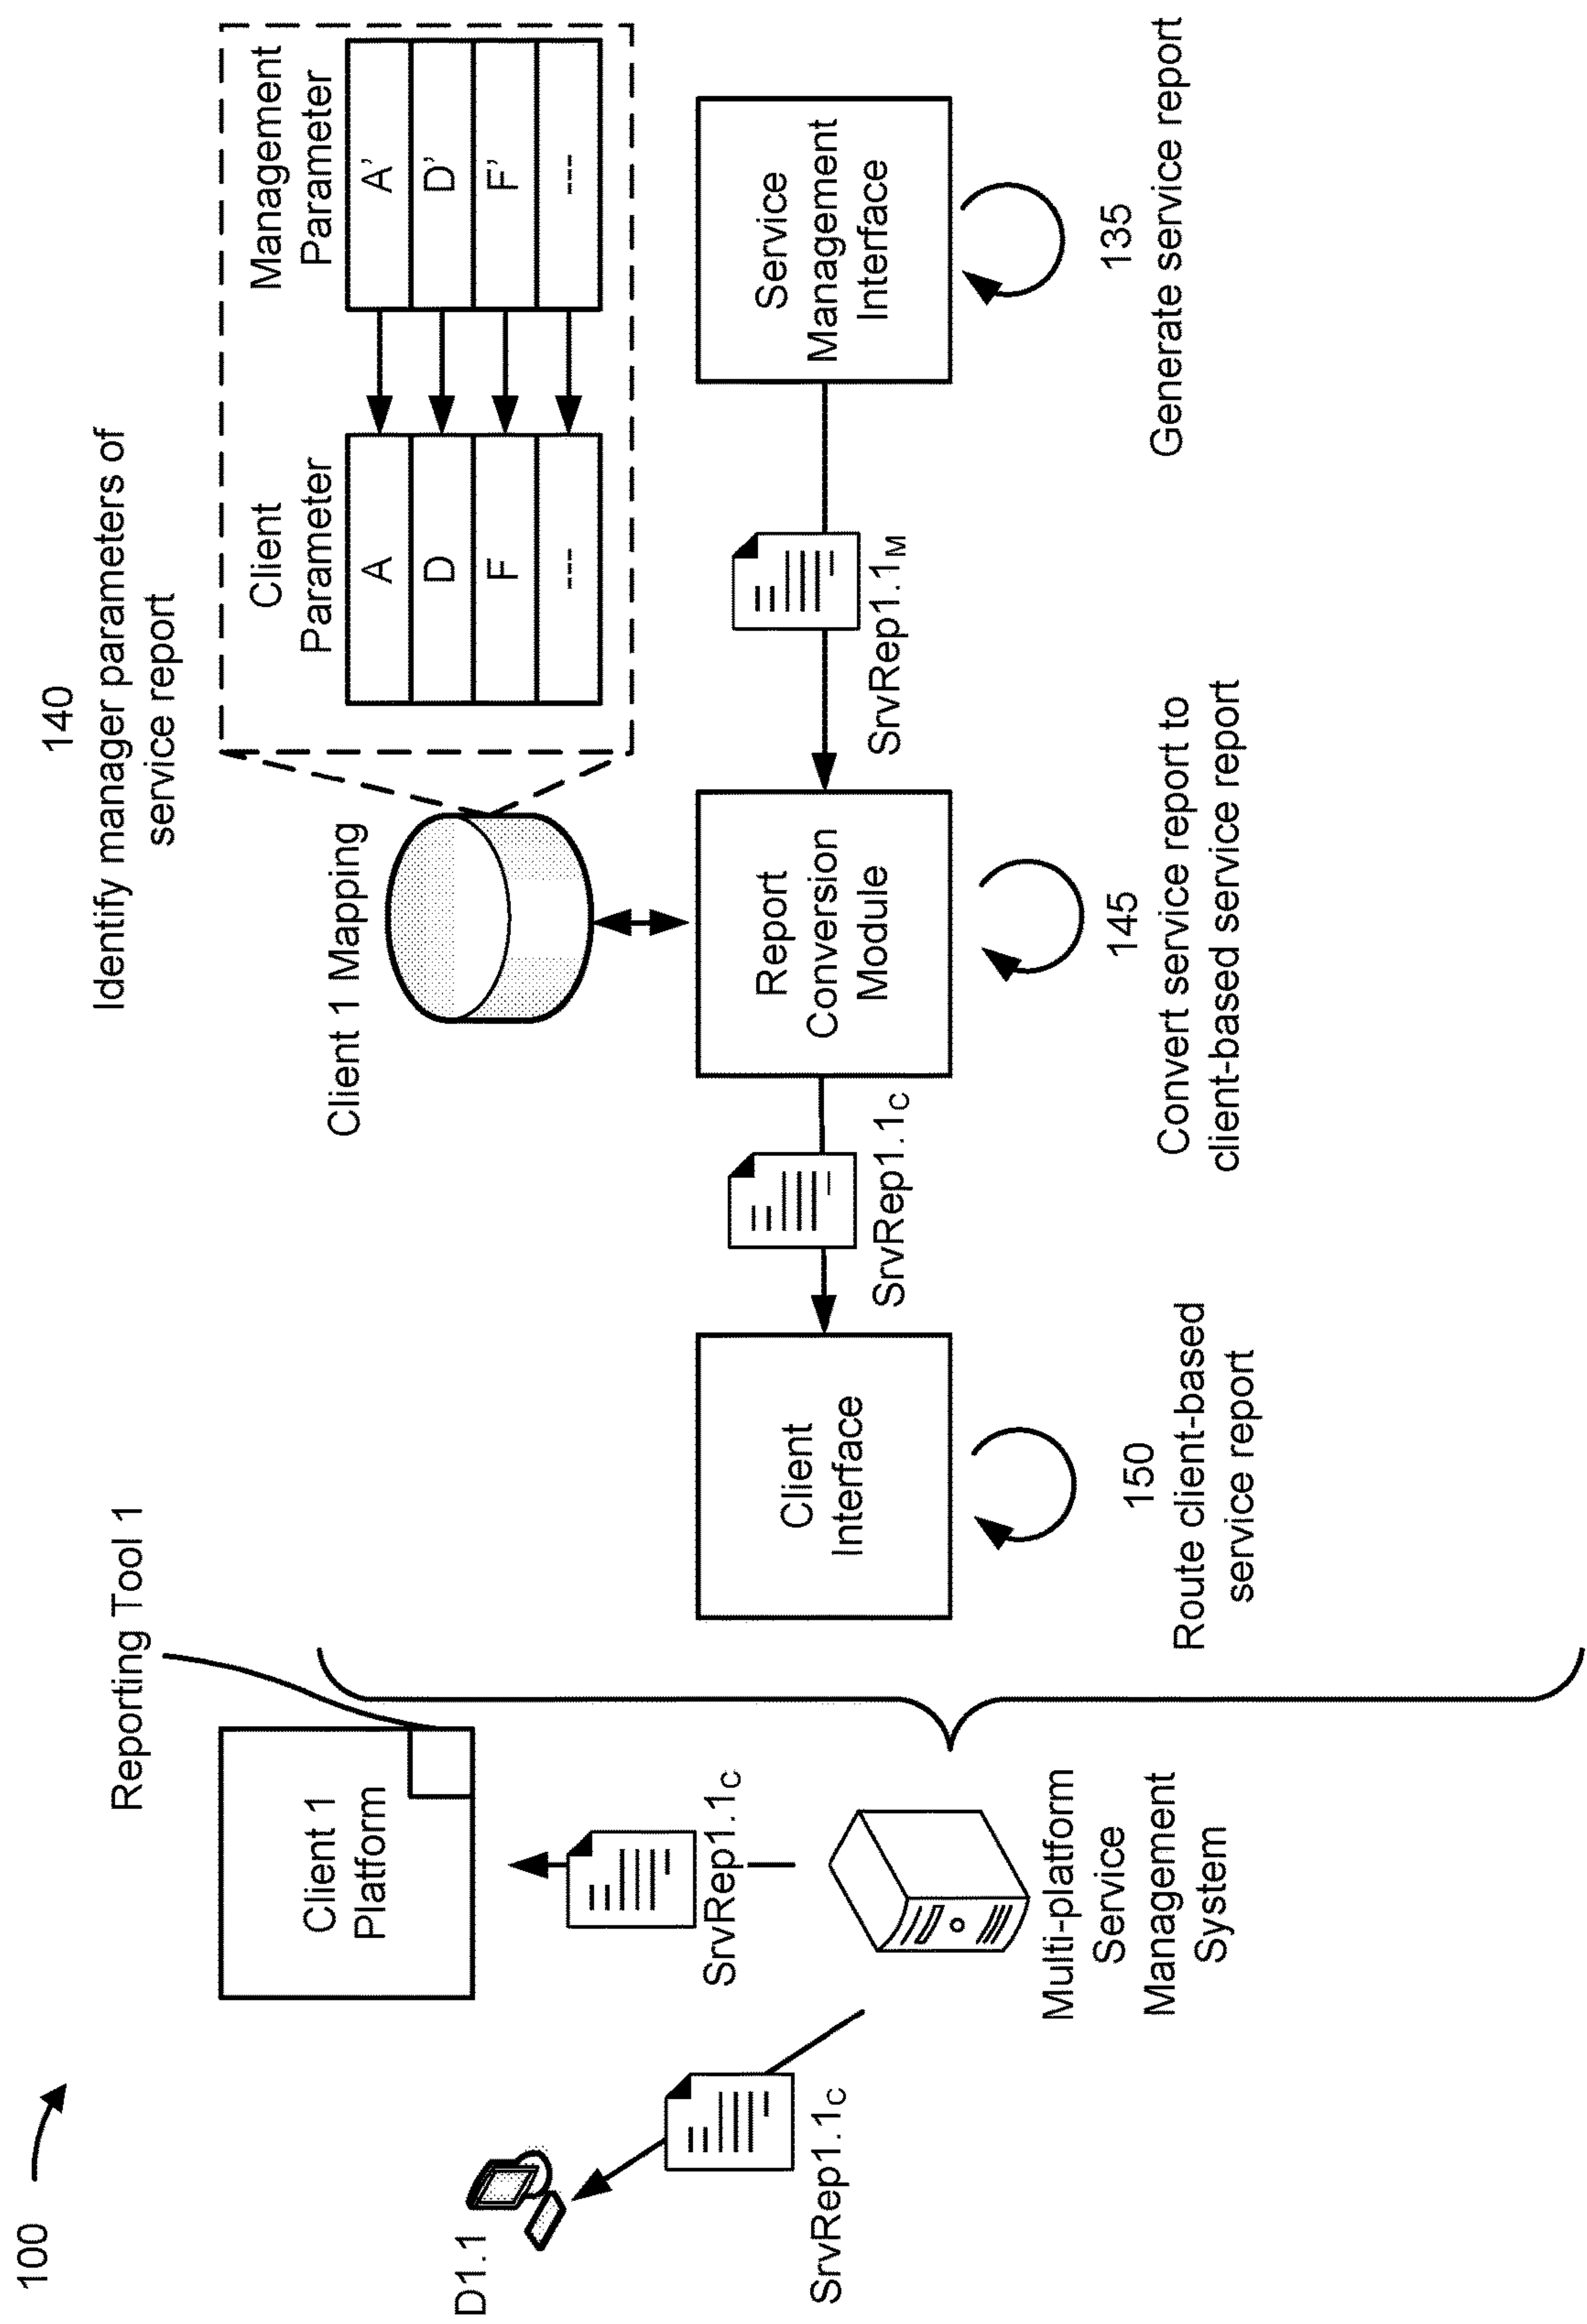 100
D1.1
SrvRep1.1C
Client 1
Platform
Reporting Tool 1
SrvRep1.1C
Multi-platform
Service
Management
System
140
Identify manager parameters of
service report
Client 1 Mapping
Client
Parameter
A
D
F
---
Management
Parameter
A'
D'
F'
---
Client
Interface
SrvRep1.1C
Report
Conversion
Module
SrvRep1.1M
Service
Management
Interface
150
Route client-based
service report
145
Convert service report to
client-based service report
135
Generate service report